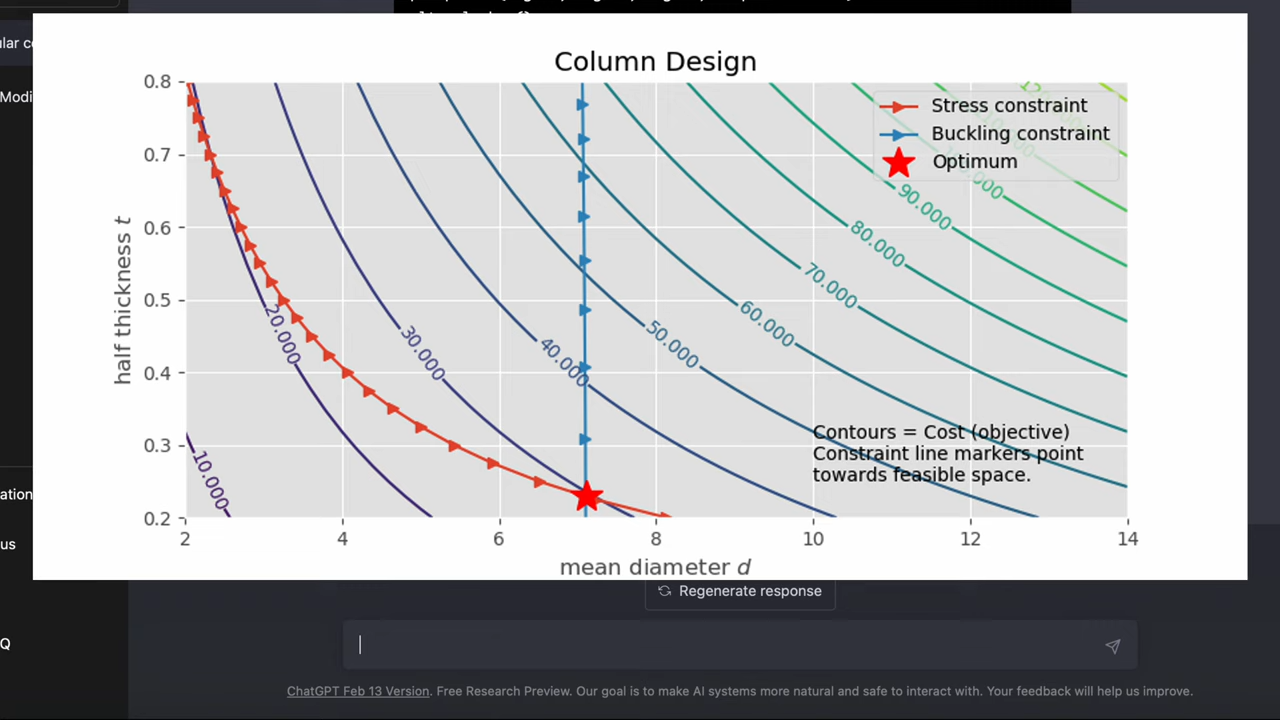 Column Design
Stress constraint
Buckling constraint
Optimum
0.8
0.7
0.6
0.5
0.4
0.3
0.2
half thickness t
2
4
6
8
10
12
14
mean diameter d
10.000
20.000
30.000
40.000
50.000
60.000
70.000
80.000
90.000
Contours = Cost (objective)
Constraint line markers point
towards feasible space.
Modi
us
Q
Regenerate response
ChatGPT Feb 13 Version. Free Research Preview. Our goal is to make AI systems more natural and safe to interact with. Your feedback will help us improve.